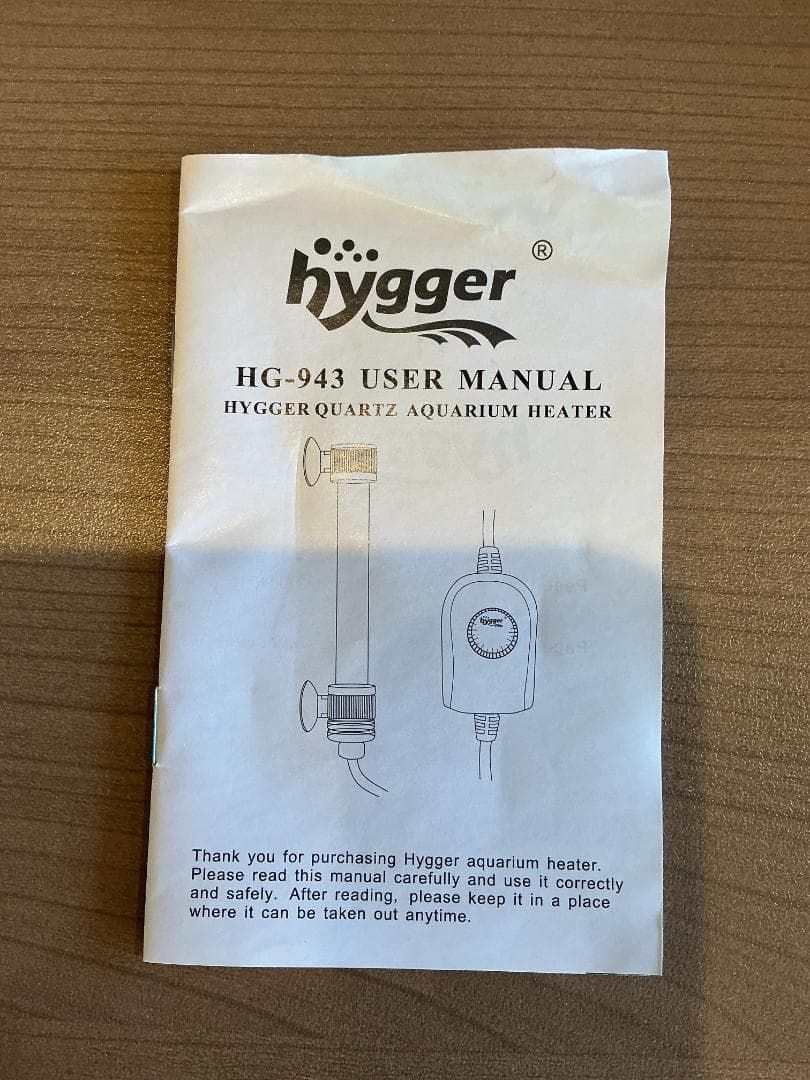 hygger ®
HG-943 USER MANUAL
HYGGER QUARTZ AQUARIUM HEATER
hygger
Thank you for purchasing Hygger aquarium heater.
Please read this manual carefully and use it correctly
and safely. After reading, please keep it in a place
where it can be taken out anytime.